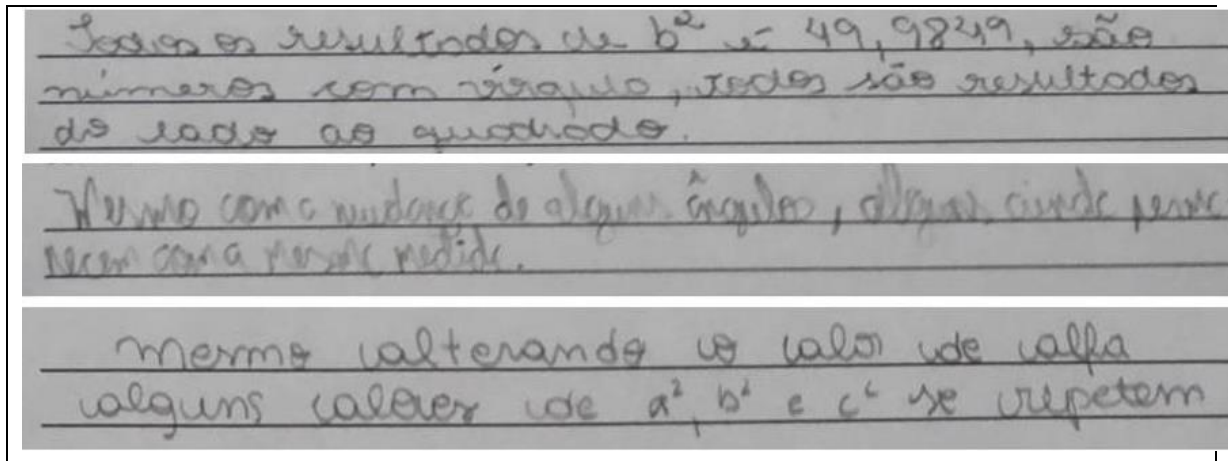 Todos os resultados de b² é 49,9849, são
números com vírgula, todos são resultados
do lado ao quadrado.
Mesmo com a mudança de alguns ângulos, alguns ainda perma
necem com a mesma medida.
Mesmo alterando o valor de alfa
alguns valores de a², b² e c² se repetem